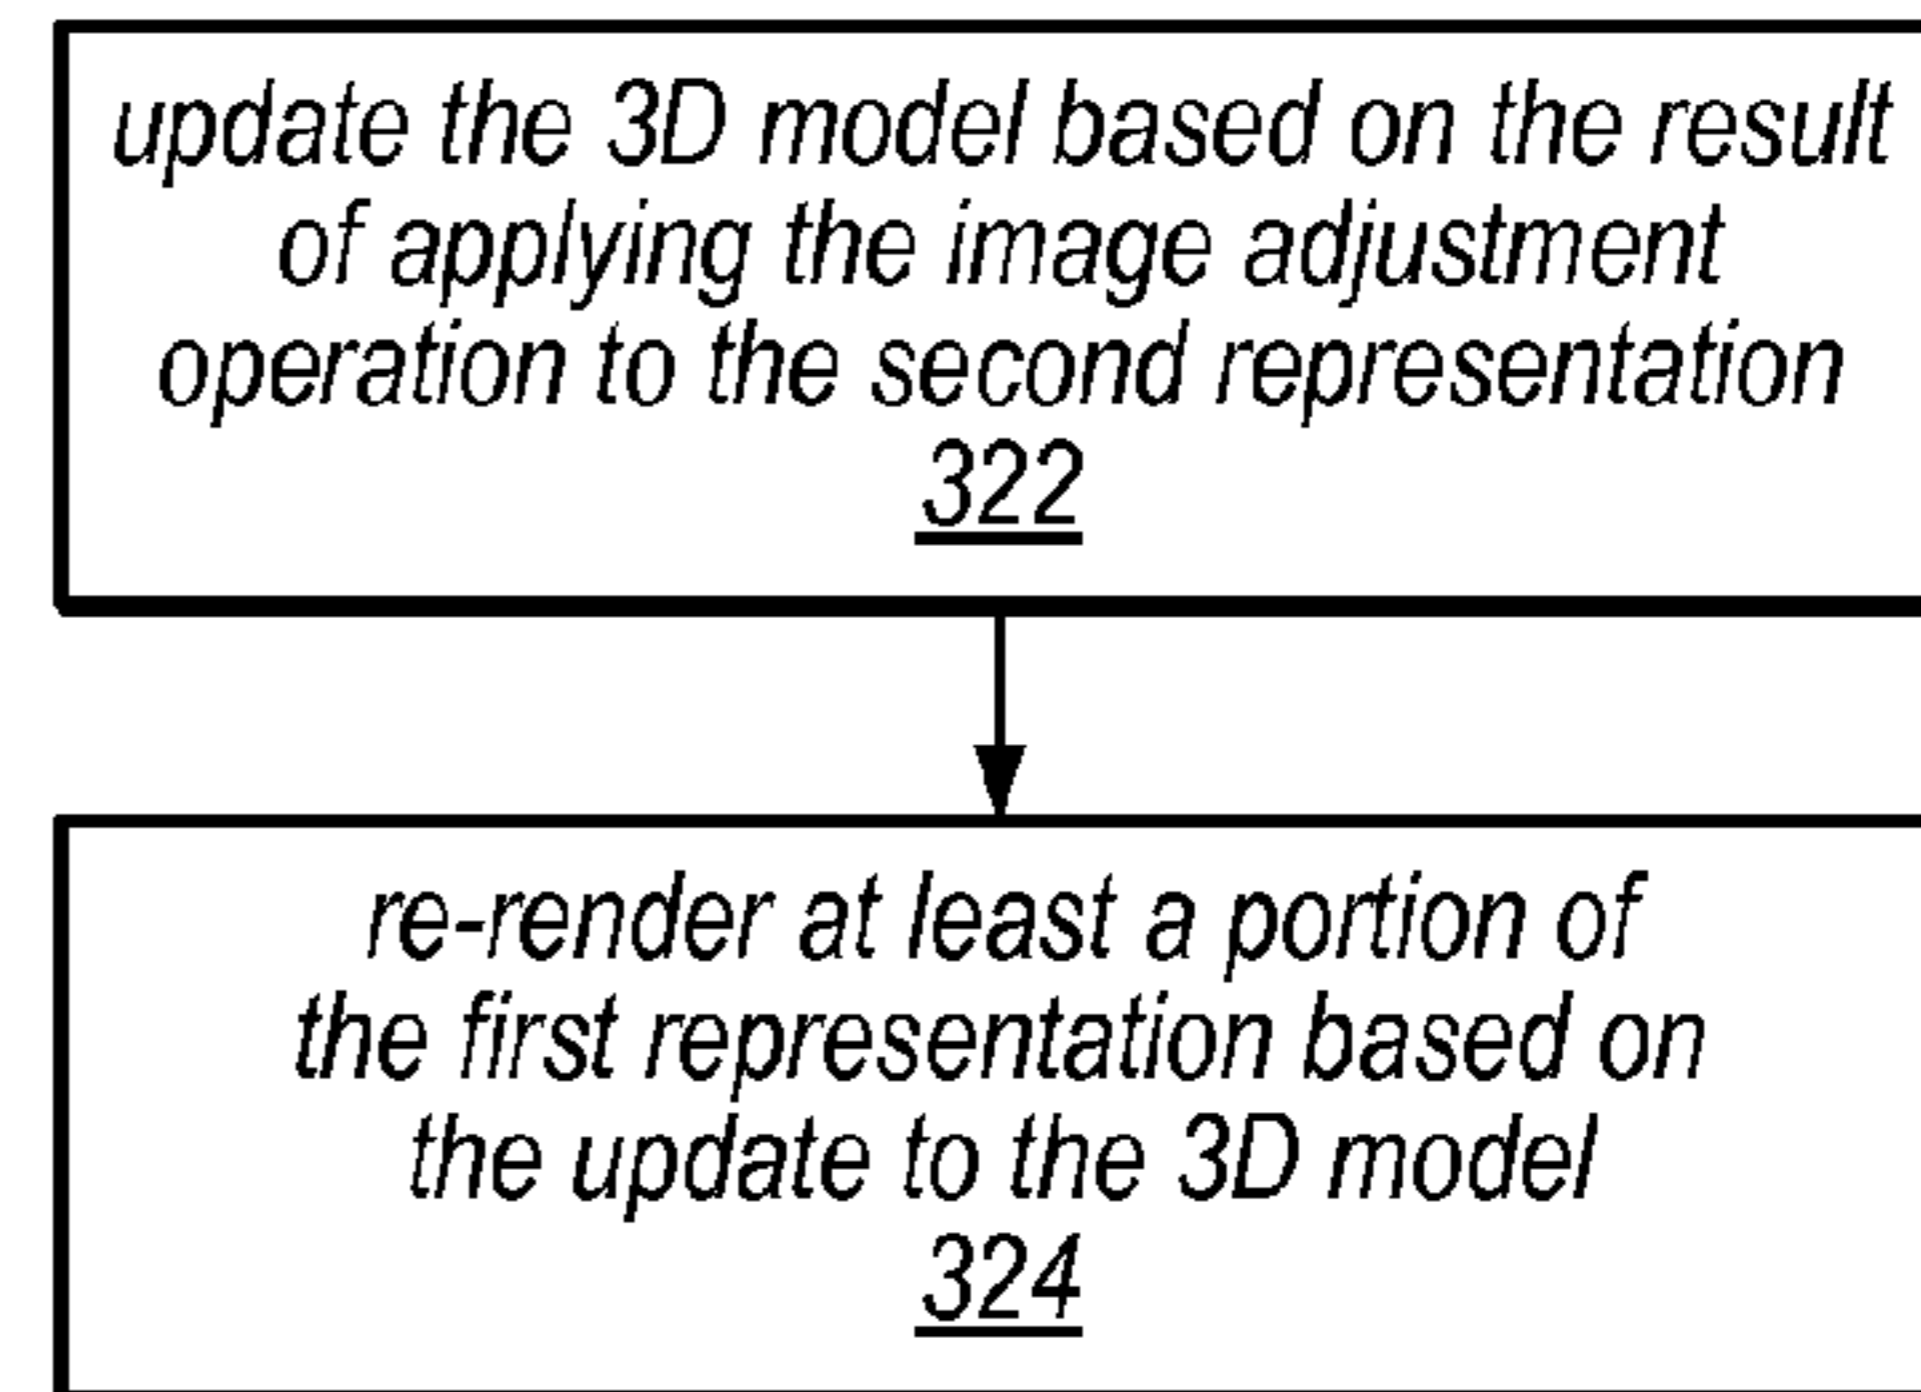 update the 3D model based on the result
of applying the image adjustment
operation to the second representation
322
re-render at least a portion of
the first representation based on
the update to the 3D model
324